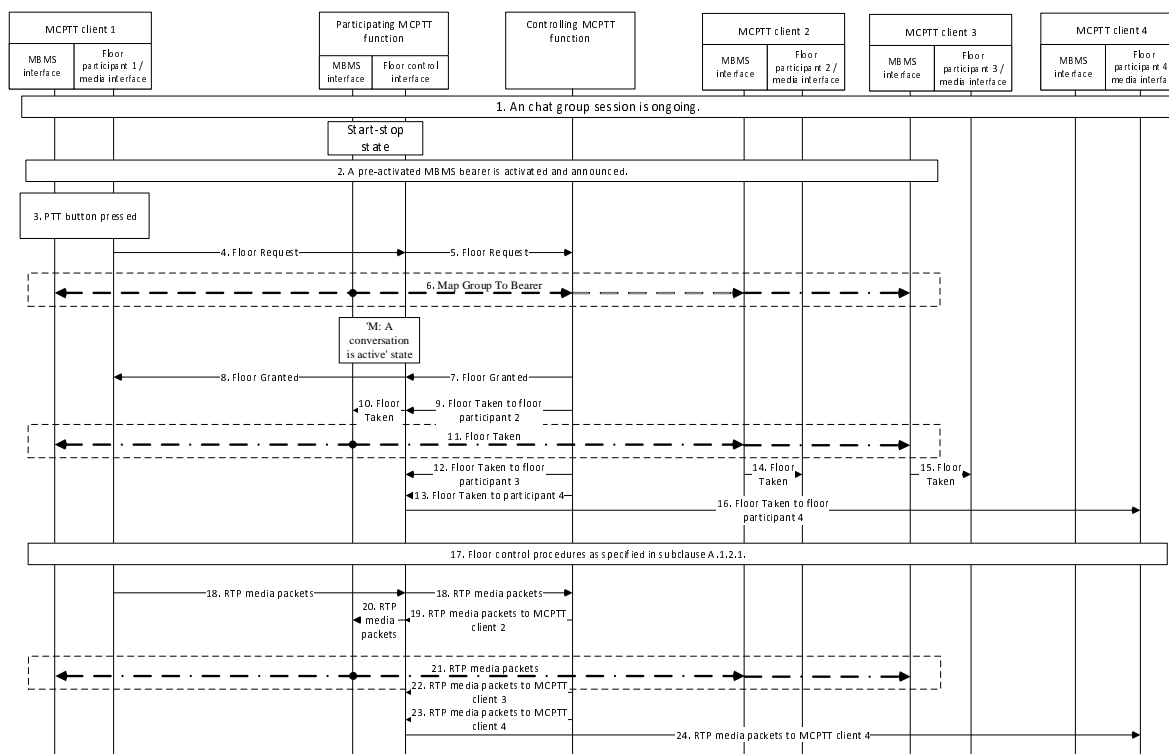 MCPTT client 1
MBMS
interface
Floor
participant 1 /
media interface
Participating MCPTT
function
MBMS
interface
Floor control
interface
Controlling MCPTT
function
MCPTT client 2
MBMS
interface
Floor
participant 2 /
media interface
MCPTT client 3
MBMS
interface
Floor
participant 3 /
media interface
MCPTT client 4
MBMS
interface
Floor
participant 4
media interfa
1. An chat group session is ongoing.
Start-stop
state
2. A pre-activated MBMS bearer is activated and announced.
3. PTT button pressed
4. Floor Request
5. Floor Request
6. Map Group To Bearer
'M: A
conversation
is active' state
8. Floor Granted
7. Floor Granted
10. Floor
Taken
9. Floor Taken to floor
participant 2
11. Floor Taken
12. Floor Taken to floor
participant 3
14. Floor
Taken
15. Floor
Taken
13. Floor Taken to participant 4
16. Floor Taken to floor
participant 4
17. Floor control procedures as specified in subclause A.1.2.1.
18. RTP media packets
18. RTP media packets
20. RTP
media
packets
19. RTP media packets to MCPTT
client 2
21. RTP media packets
22. RTP media packets to MCPTT
client 3
23. RTP media packets to MCPTT
client 4
24. RTP media packets to MCPTT client 4